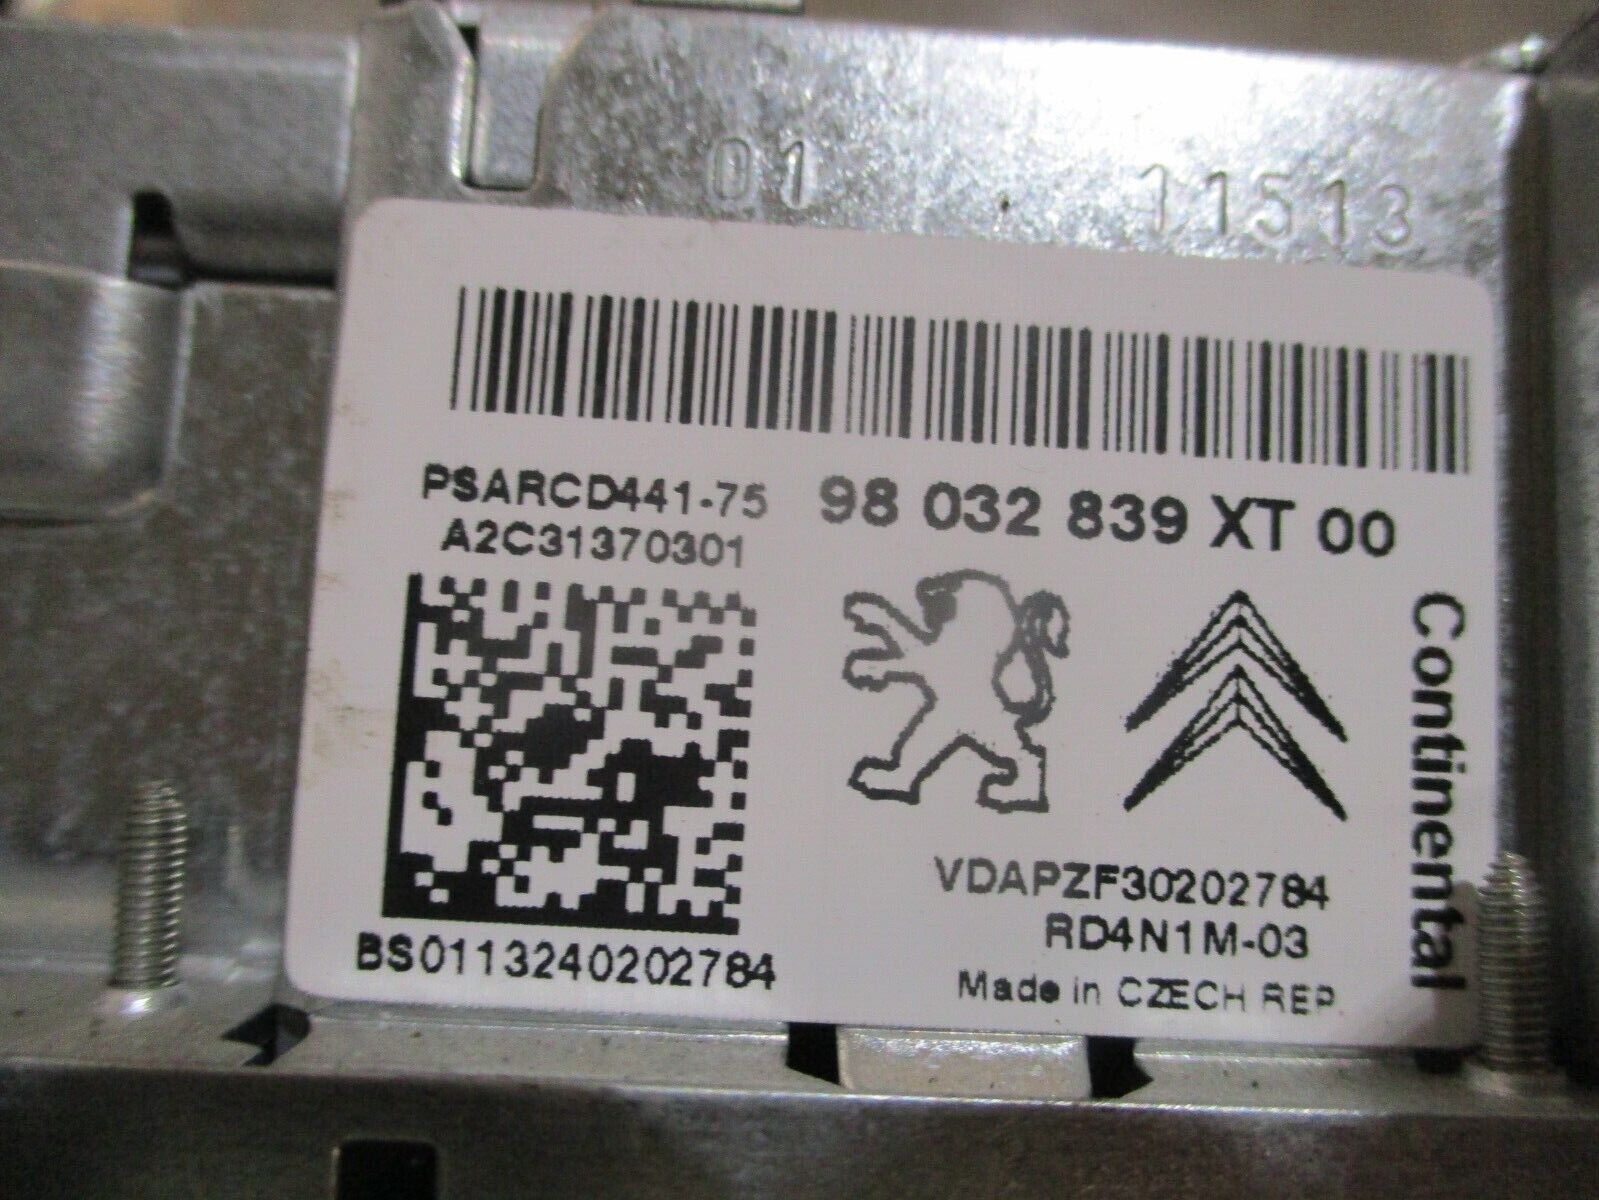 01 11513
PSARCD441-75 98 032 839 XT 00
A2C31370301
Continental
VDAPZF30202784
RD4N1M-03
BS0113240202784
Made in CZECH REP.